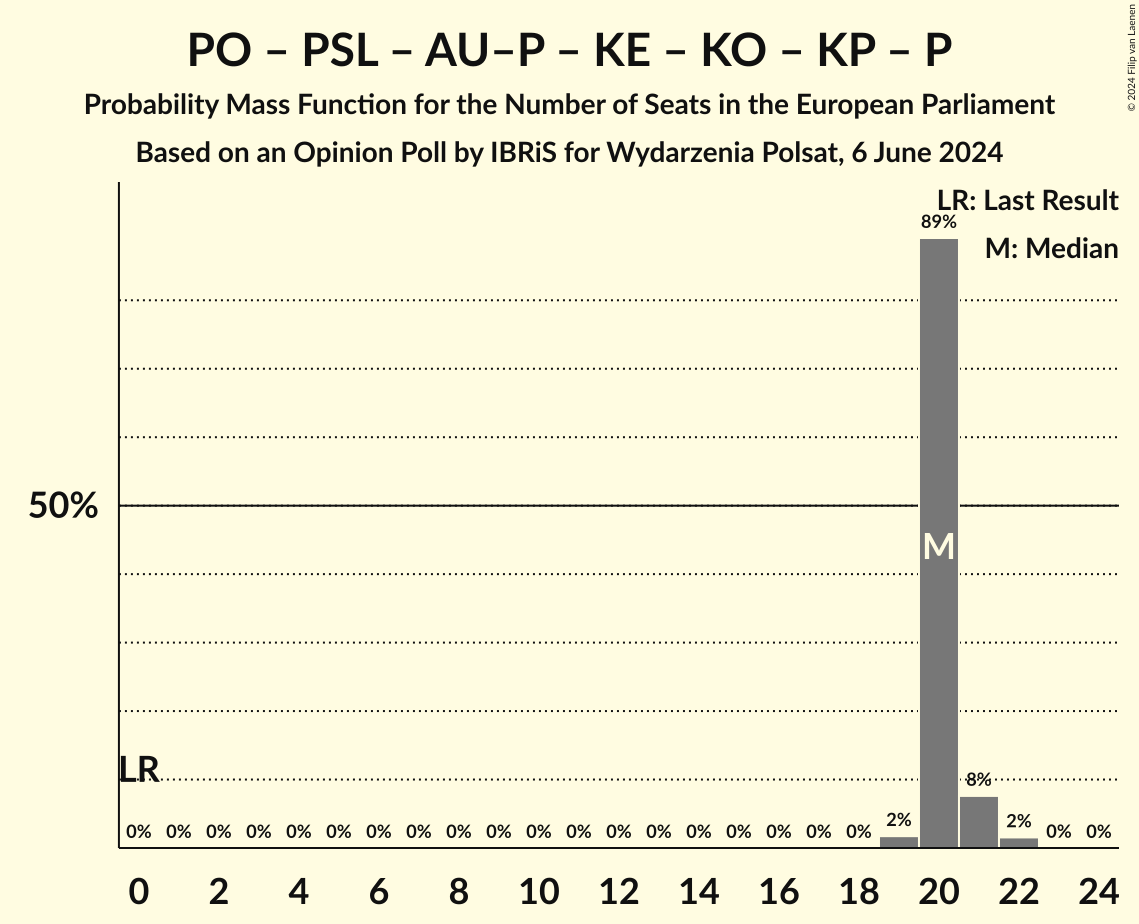 PO – PSL – AU–P – KE – KO – KP – P
Probability Mass Function for the Number of Seats in the European Parliament
Based on an Opinion Poll by IBRiS for Wydarzenia Polsat, 6 June 2024
© 2024 Filip van Laenen
LR: Last Result
M: Median
89%
50%
M
LR
8%
0% 0% 0% 0% 0% 0% 0% 0% 0% 0% 0% 0% 0% 0% 0% 0% 0% 0% 0% 2% 2% 0% 0%
0 2 4 6 8 10 12 14 16 18 20 22 24